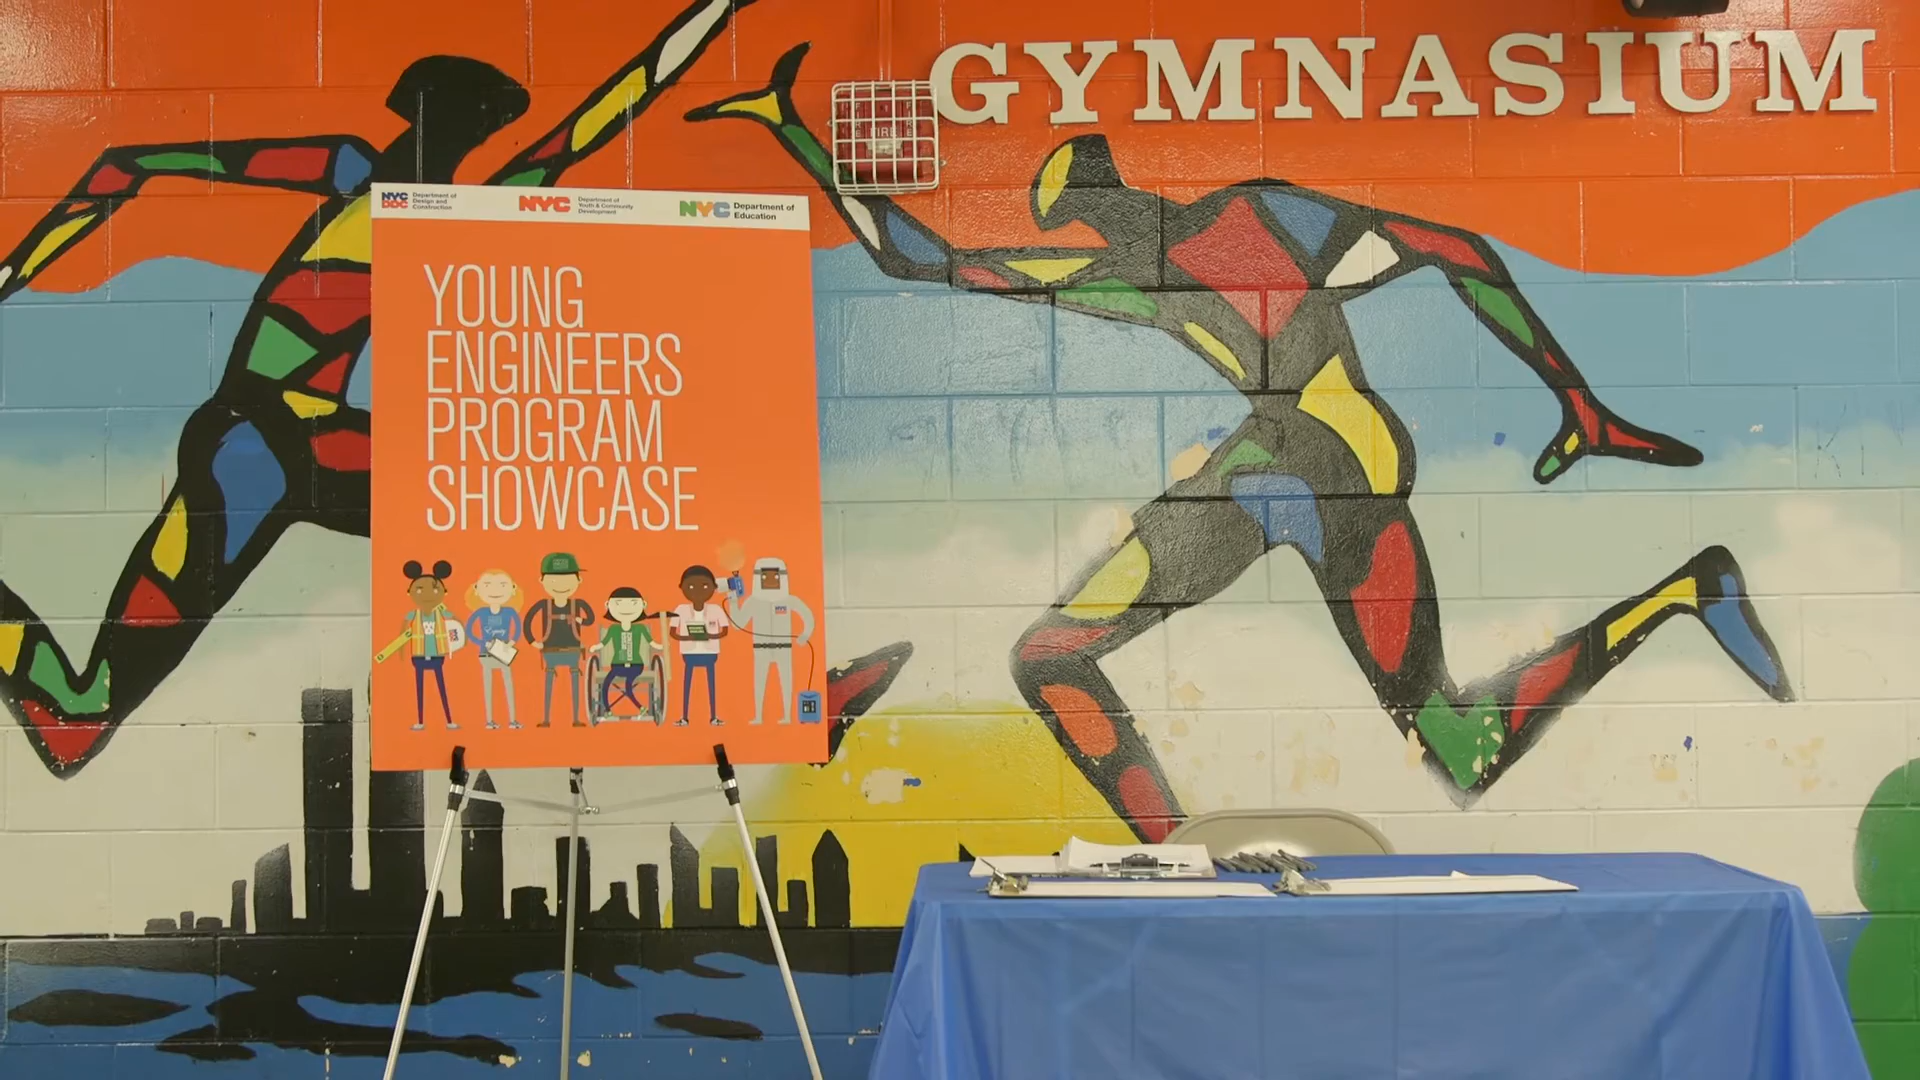 GYMNASIUM
FIRE
NYC
DDC
Department of
Design and
Construction
NYC
Department of
Youth & Community
Development
NYC
Department of
Education
YOUNG
ENGINEERS
PROGRAM
SHOWCASE